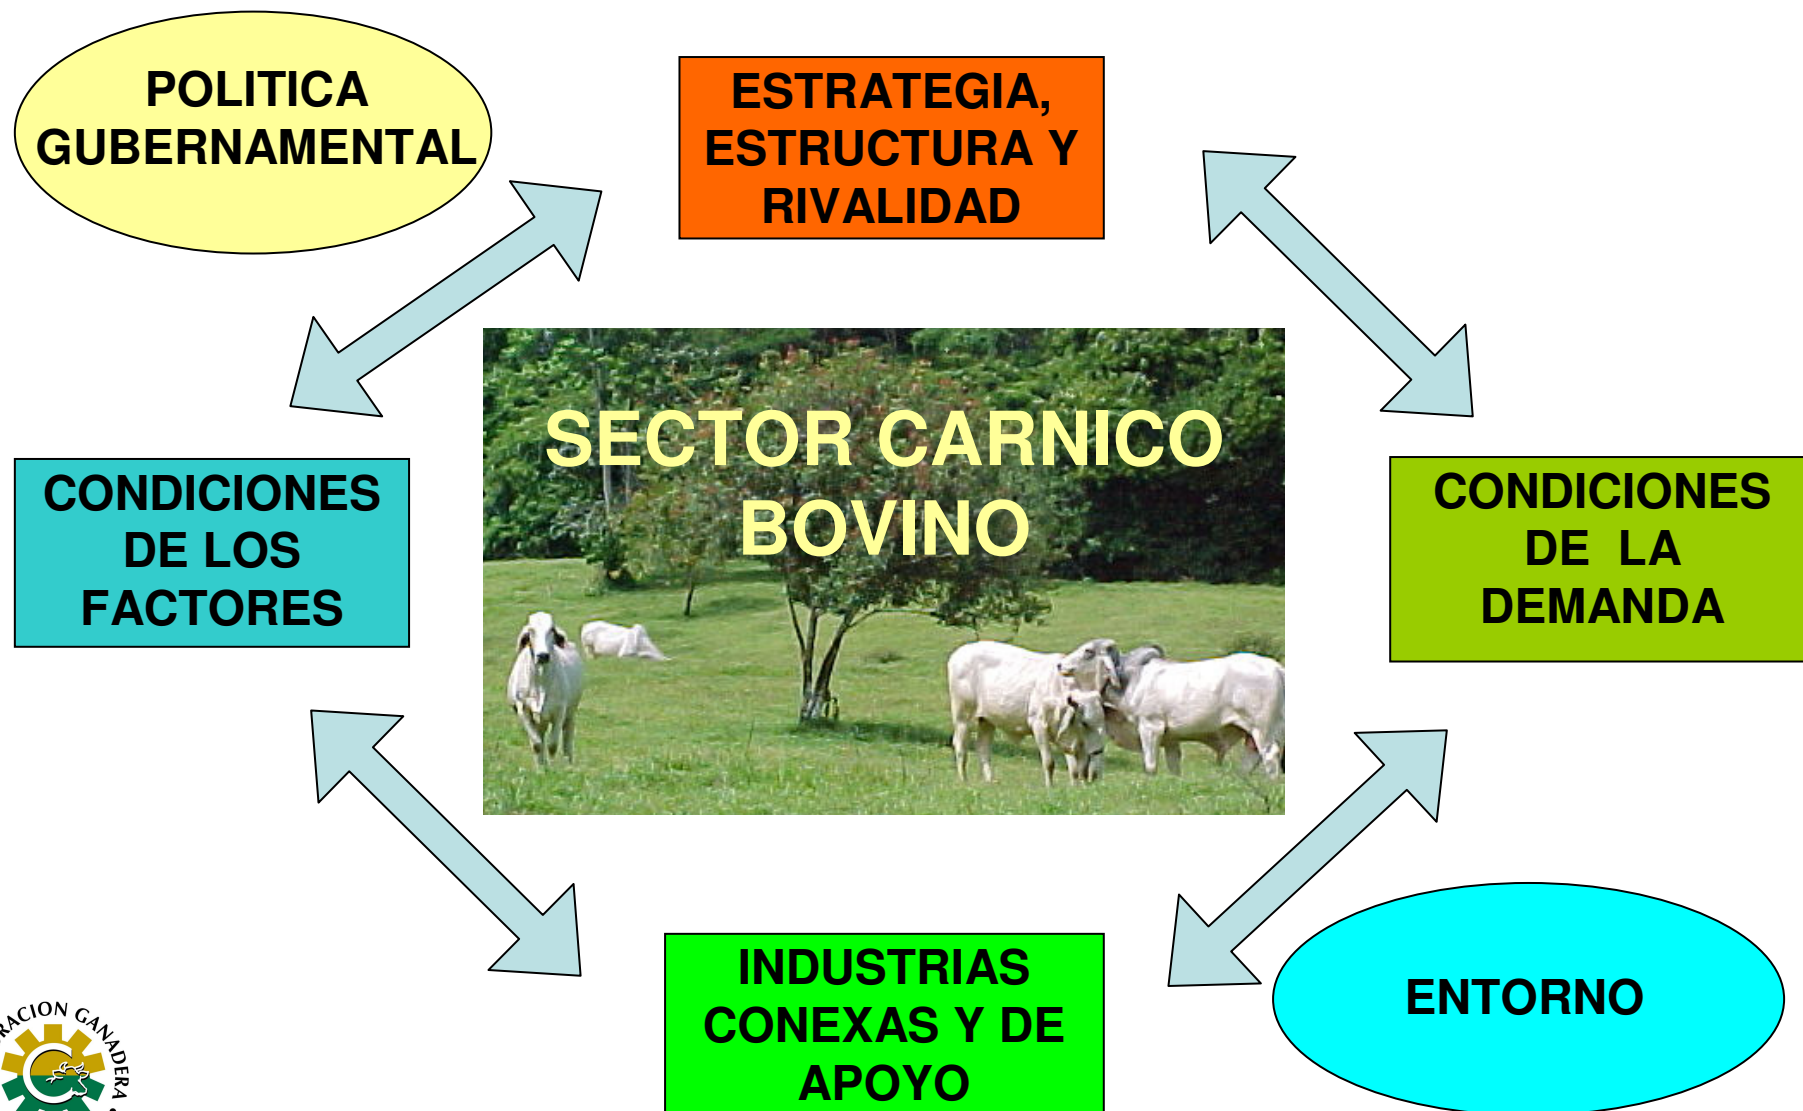 POLITICA
GUBERNAMENTAL
ESTRATEGIA,
ESTRUCTURA Y
RIVALIDAD
SECTOR CARNICO
BOVINO
CONDICIONES
DE LOS
FACTORES
CONDICIONES
DE LA
DEMANDA
INDUSTRIAS
CONEXAS Y DE
APOYO
ENTORNO
GANADERA